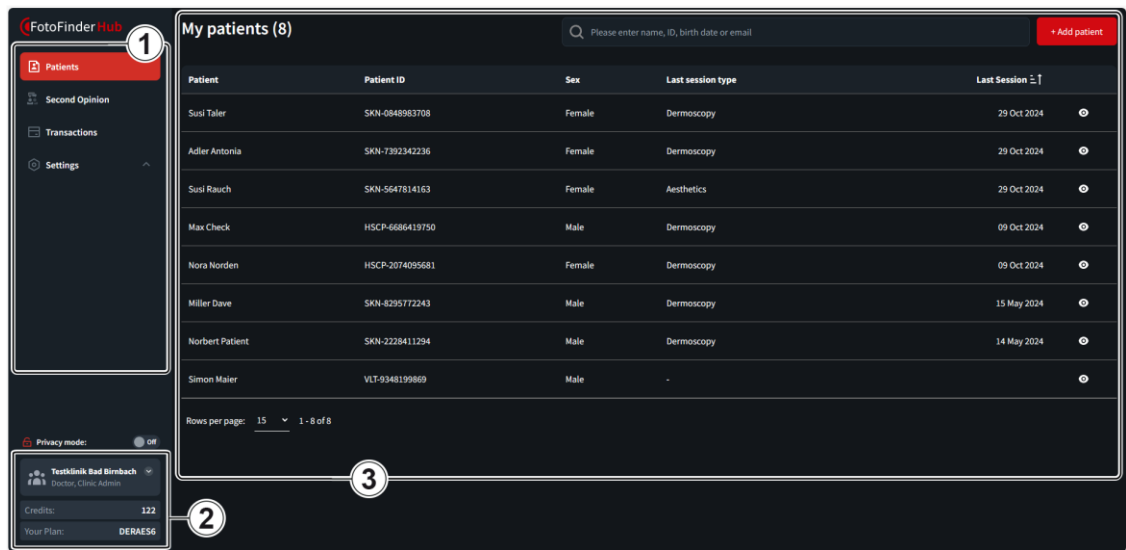 FotoFinder Hub
1
Patients
Second Opinion
Transactions
Settings
Privacy mode: Off
Testklinik Bad Birnbach
Doctor, Clinic Admin
Credits: 122
Your Plan: DERAES6
2
My patients (8)
Please enter name, ID, birth date or email
+ Add patient
Patient Patient ID Sex Last session type Last Session
Susi Taler SKN-0848983708 Female Dermoscopy 29 Oct 2024
Adler Antonia SKN-7392342236 Female Dermoscopy 29 Oct 2024
Susi Rauch SKN-5647814163 Female Aesthetics 29 Oct 2024
Max Check HSCP-6686419750 Male Dermoscopy 09 Oct 2024
Nora Norden HSCP-2074095681 Female Dermoscopy 09 Oct 2024
Miller Dave SKN-8295772243 Male Dermoscopy 15 May 2024
Norbert Patient SKN-2228411294 Male Dermoscopy 14 May 2024
Simon Maier VLT-9348199869 Male -
Rows per page: 15 1 - 8 of 8
3